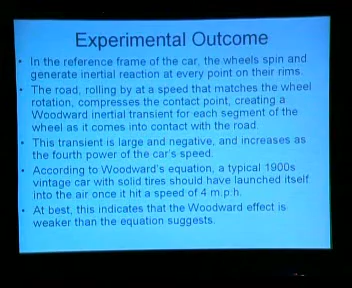 Experimental Outcome
• In the reference frame of the car, the wheels spin and
generate inertial reaction at every point on their rims.
• The road, rolling by at a speed that matches the wheel
rotation, compresses the contact point, creating a
Woodward inertial transient for each segment of the
wheel as it comes into contact with the road.
• This transient is large and negative, and increases as
the fourth power of the car's speed.
• According to Woodward's equation, a typical 1900s
vintage car with solid tires should have launched itself
into the air once it hit a speed of 4 m.p.h.
• At best, this indicates that the Woodward effect is
weaker than the equation suggests.